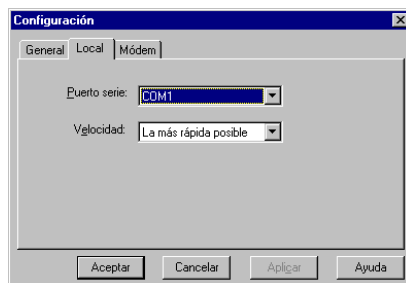 Configuración
General Local Módem
Puerto serie: COM1
Velocidad: La más rápida posible
Aceptar Cancelar Aplicar Ayuda